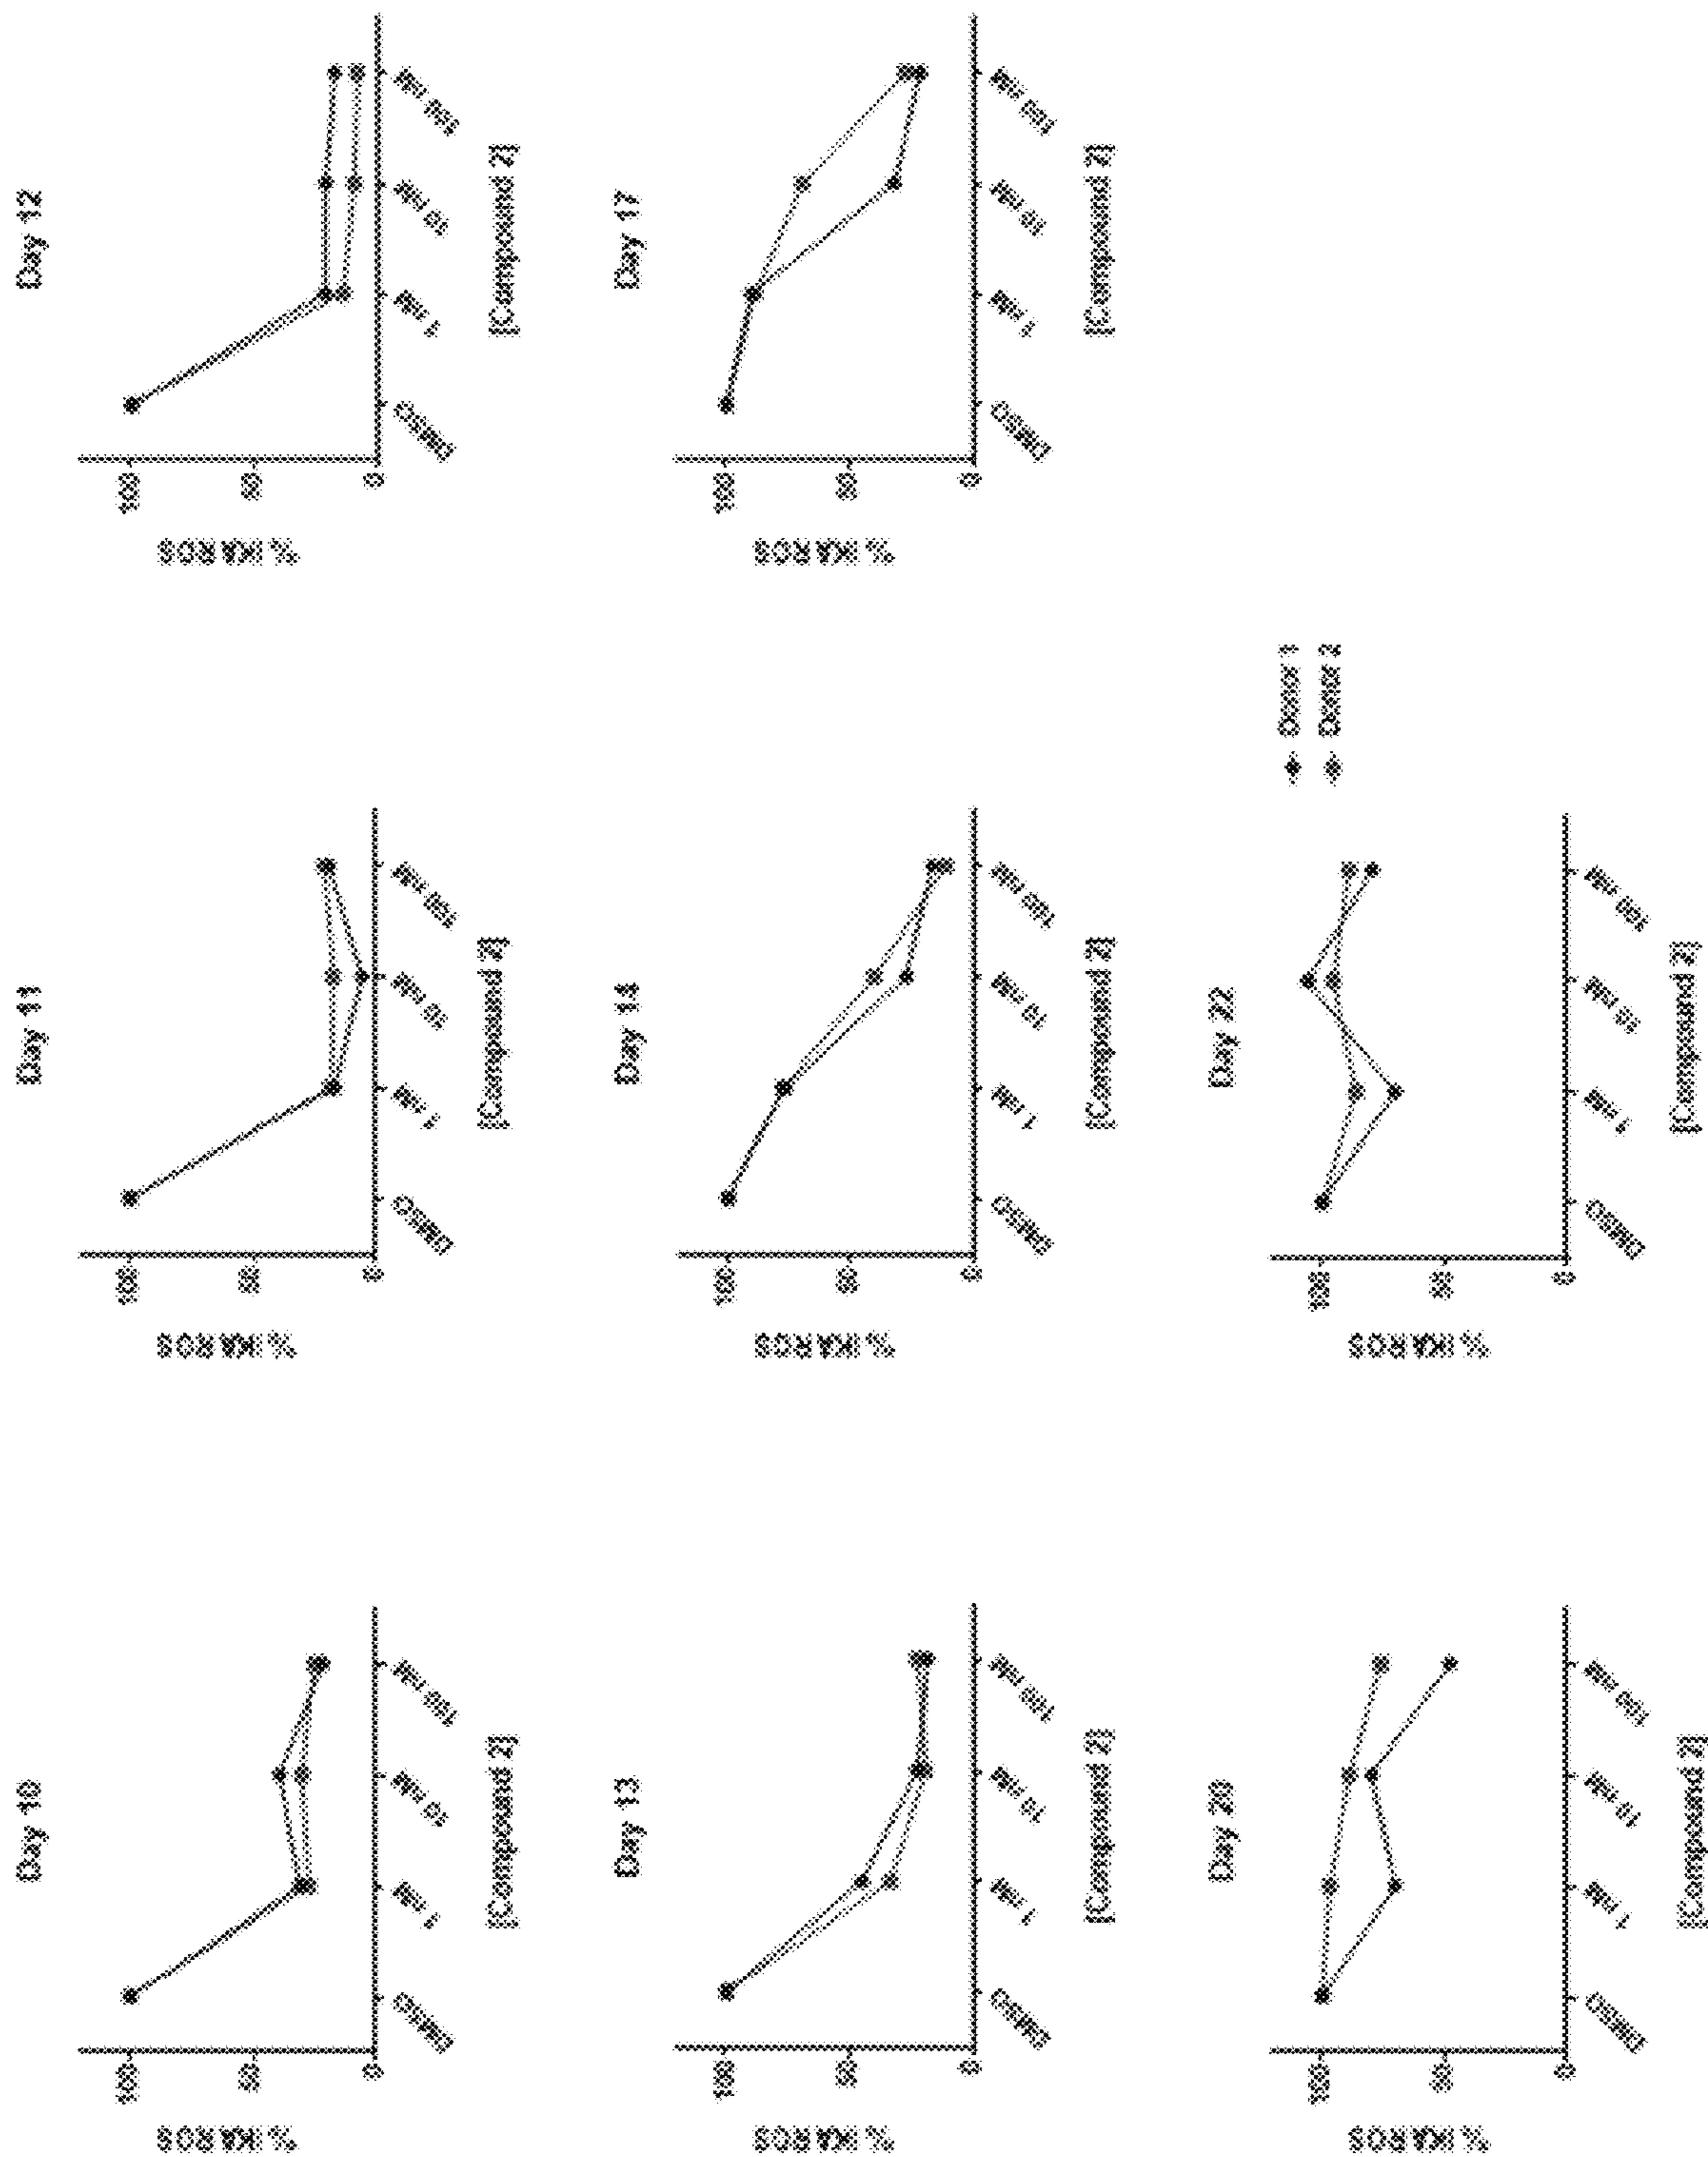 Day 10
% IKAROS
100
50
0
DMSO
1 nM
10 nM
100 nM
[Compound 2]
Day 11
% IKAROS
100
50
0
DMSO
1 nM
10 nM
100 nM
[Compound 2]
Day 12
% IKAROS
100
50
0
DMSO
1 nM
10 nM
100 nM
[Compound 2]
Day 13
% IKAROS
100
50
0
DMSO
1 nM
10 nM
100 nM
[Compound 2]
Day 14
% IKAROS
100
50
0
DMSO
1 nM
10 nM
100 nM
[Compound 2]
Day 17
% IKAROS
100
50
0
DMSO
1 nM
10 nM
100 nM
[Compound 2]
Day 20
% IKAROS
100
50
0
DMSO
1 nM
10 nM
100 nM
[Compound 2]
Day 22
% IKAROS
100
50
0
DMSO
1 nM
10 nM
100 nM
[Compound 2]
Donor 1
Donor 2